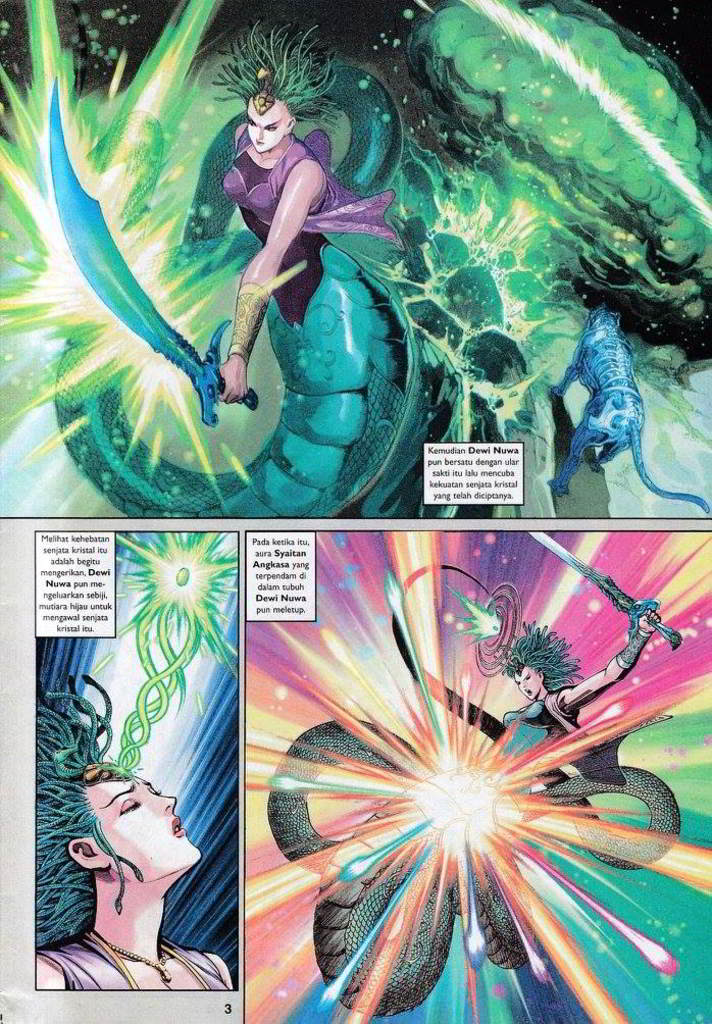 Kemudian Dewi Nuwa
pun bersatu dengan ular
sakti itu lalu mencuba
kekuatan senjata kristal
yang telah diciptanya.
Melihat kehebatan
senjata kristal itu
adalah begitu
mengerikan, Dewi
Nuwa pun me-
ngeluarkan sebiji,
mutiara hijau untuk
mengawal senjata
kristal itu.
Pada ketika itu,
aura Syaitan
Angkasa yang
terpendam di
dalam tubuh
Dewi Nuwa
pun meletup.
3